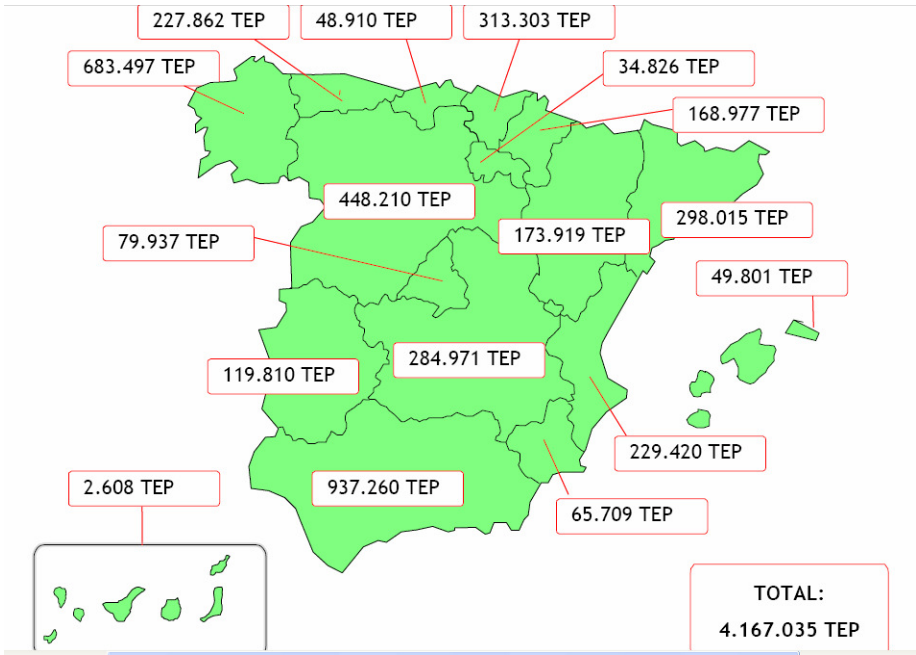 227.862 TEP
48.910 TEP
313.303 TEP
683.497 TEP
34.826 TEP
168.977 TEP
448.210 TEP
298.015 TEP
79.937 TEP
173.919 TEP
49.801 TEP
284.971 TEP
119.810 TEP
229.420 TEP
2.608 TEP
937.260 TEP
65.709 TEP
TOTAL:
4.167.035 TEP